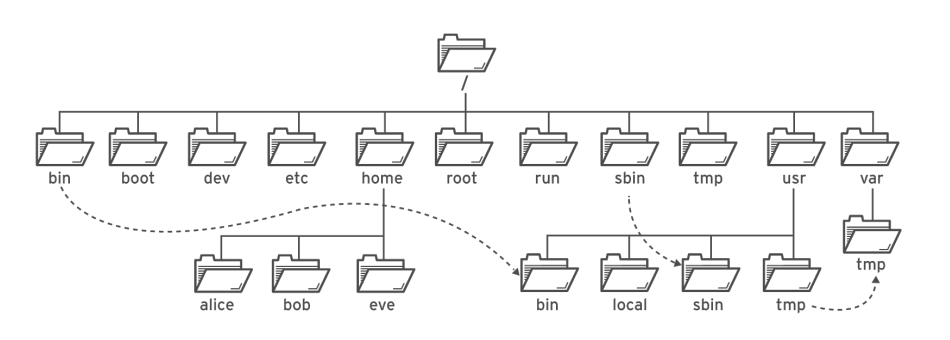 /
bin boot dev etc home root run sbin tmp usr var
tmp
alice bob eve bin local sbin tmp